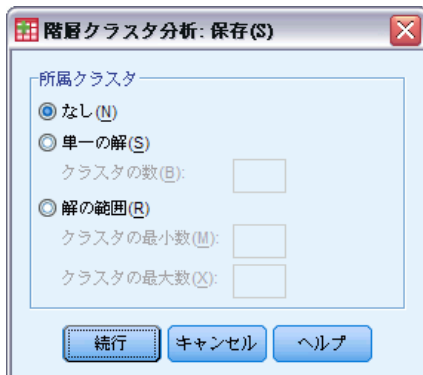 階層クラスタ分析: 保存(S)
所属クラスタ
なし(N)
単一の解(S)
クラスタの数(B):
解の範囲(R)
クラスタの最小数(M):
クラスタの最大数(X):
続行 キャンセル ヘルプ